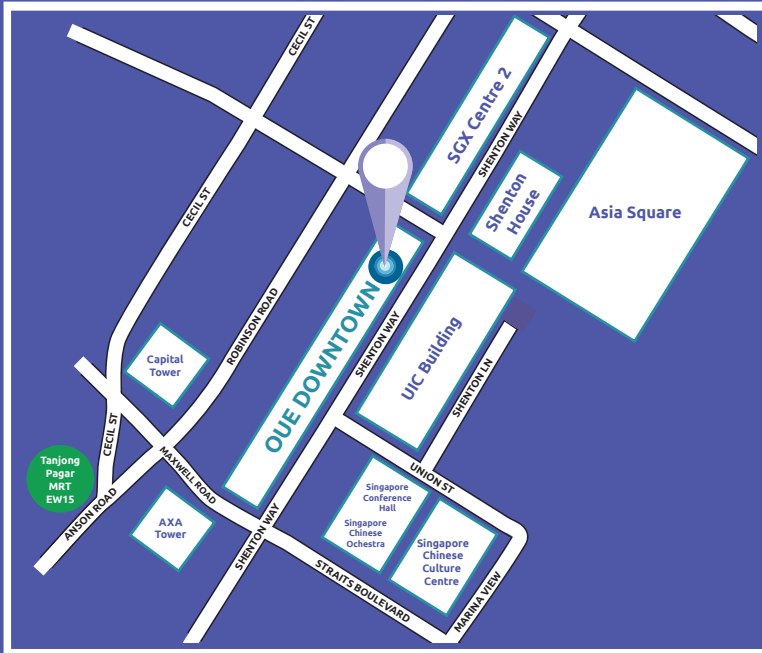 CECIL ST
SGX Centre 2
SHENTON WAY
Shenton
House
Asia Square
CECIL ST
ROBINSON ROAD
OUE DOWNTOWN
SHENTON WAY
UIC Building
SHENTON LN
Capital
Tower
CECIL ST
MAXWELL ROAD
Tanjong
Pagar
MRT
EW15
ANSON ROAD
AXA
Tower
SHENTON WAY
UNION ST
Singapore
Conference
Hall
Singapore
Chinese
Ochestra
Singapore
Chinese
Culture
Centre
STRAITS BOULEVARD
MARINA VIEW